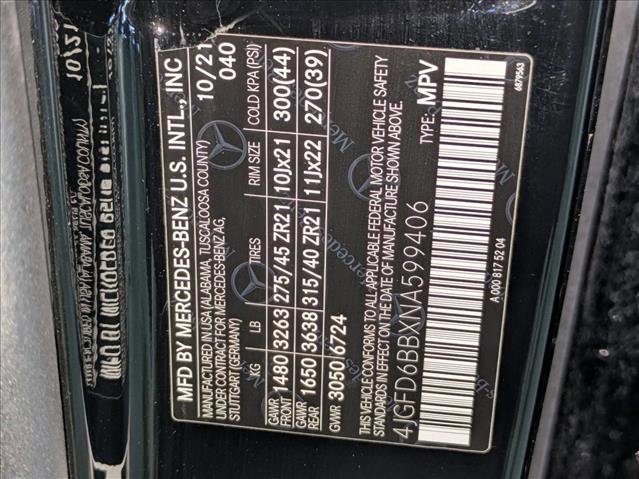 MFD BY MERCEDES-BENZ U.S. INTL., INC
MANUFACTURED IN USA (ALABAMA, TUSCALOOSA COUNTY) 10/21
UNDER CONTRACT FOR MERCEDES-BENZ AG, 040
STUTTGART (GERMANY)
KG LB TIRES RIM SIZE COLD KPA (PSI)
GAWR FRONT 1480 3263 275/45 ZR21 10Jx21 300(44)
GAWR REAR 1650 3638 315/40 ZR21 11Jx22 270(39)
GVWR 3050 6724
THIS VEHICLE CONFORMS TO ALL APPLICABLE FEDERAL MOTOR VEHICLE SAFETY
STANDARDS IN EFFECT ON THE DATE OF MANUFACTURE SHOWN ABOVE.
TYPE: MPV
4JGFD6BBXNA599406
A 000 817 52 04
6879563